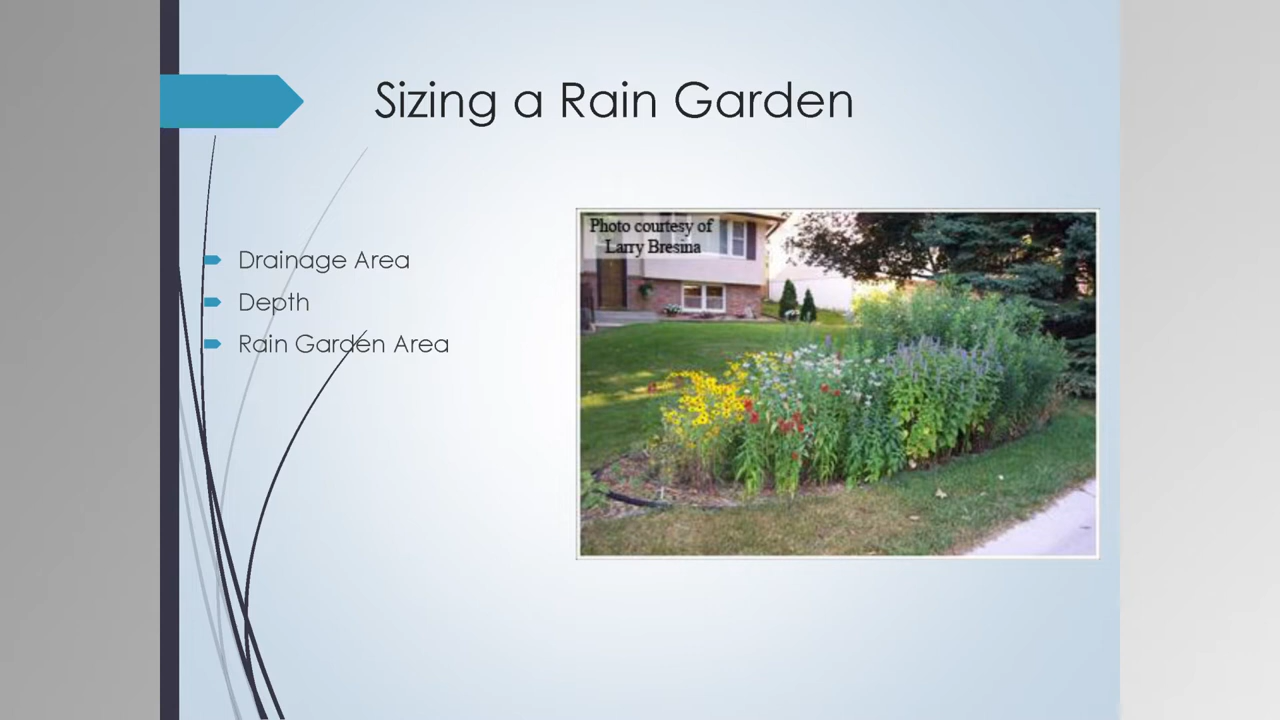 Sizing a Rain Garden
Drainage Area
Depth
Rain Garden Area
Photo courtesy of
Larry Bresina